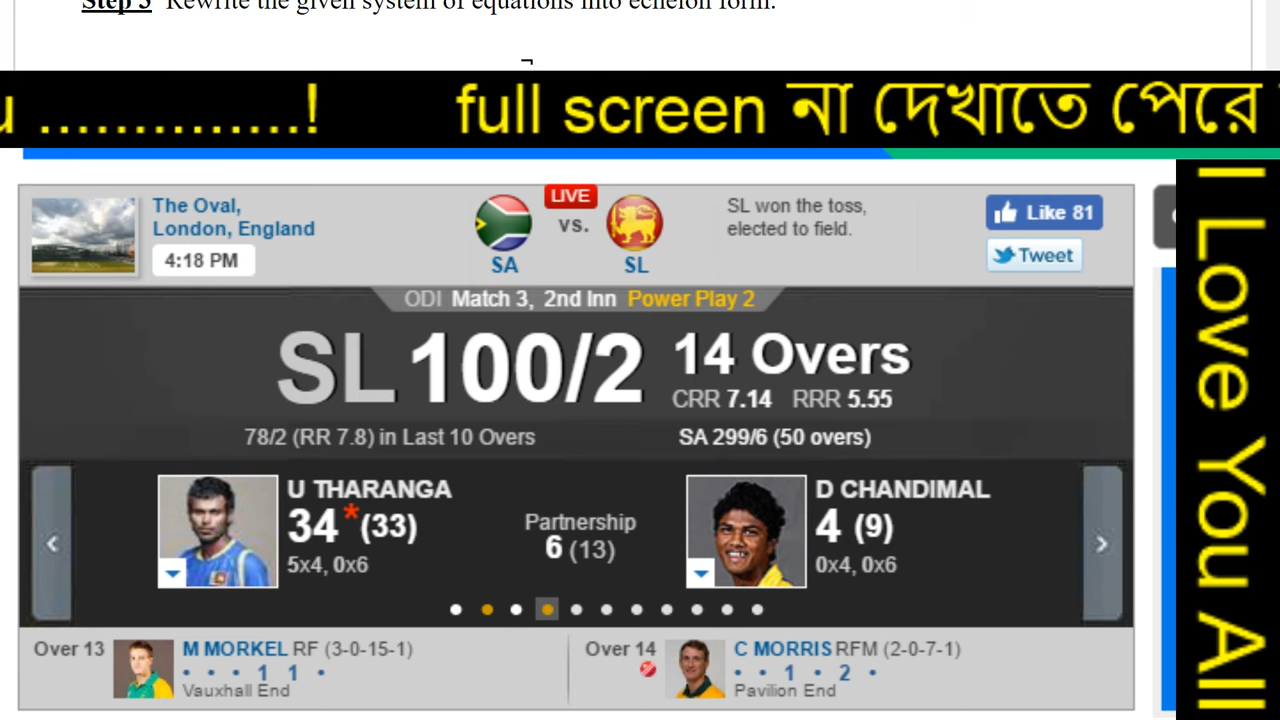 Step 3 Rewrite the given system of equations into echelon form.
u ..............!
full screen না দেখাতে পেরে
The Oval,
London, England
4:18 PM
SA
LIVE
vs.
SL
SL won the toss,
elected to field.
Like 81
Tweet
ODI Match 3, 2nd Inn Power Play 2
SL 100/2
14 Overs
CRR 7.14 RRR 5.55
78/2 (RR 7.8) in Last 10 Overs
SA 299/6 (50 overs)
U THARANGA
34* (33)
5x4, 0x6
Partnership
6 (13)
D CHANDIMAL
4 (9)
0x4, 0x6
Over 13
M MORKEL RF (3-0-15-1)
• • • 1 1 •
Vauxhall End
Over 14
C MORRIS RFM (2-0-7-1)
• • 1 • 2 •
Pavilion End
I Love You All